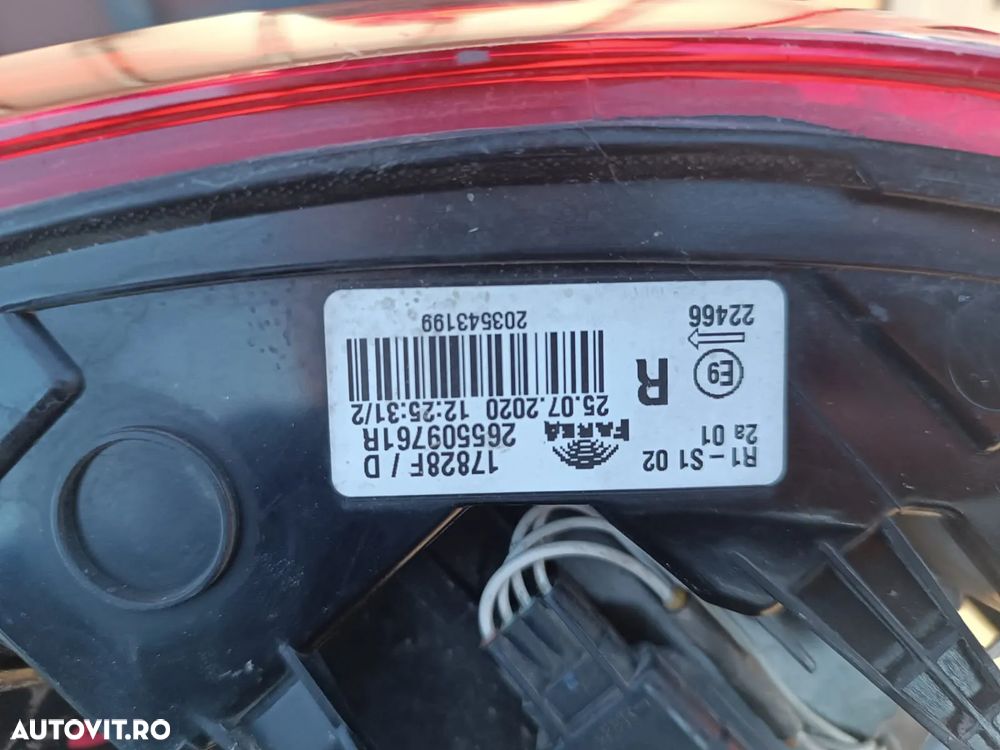 R1-S1 02
2a 01
E9
22466
R
FARBA
17828F / D
265509761R
25.07.2020 12:25:31/2
203543199
AUTOVIT.RO